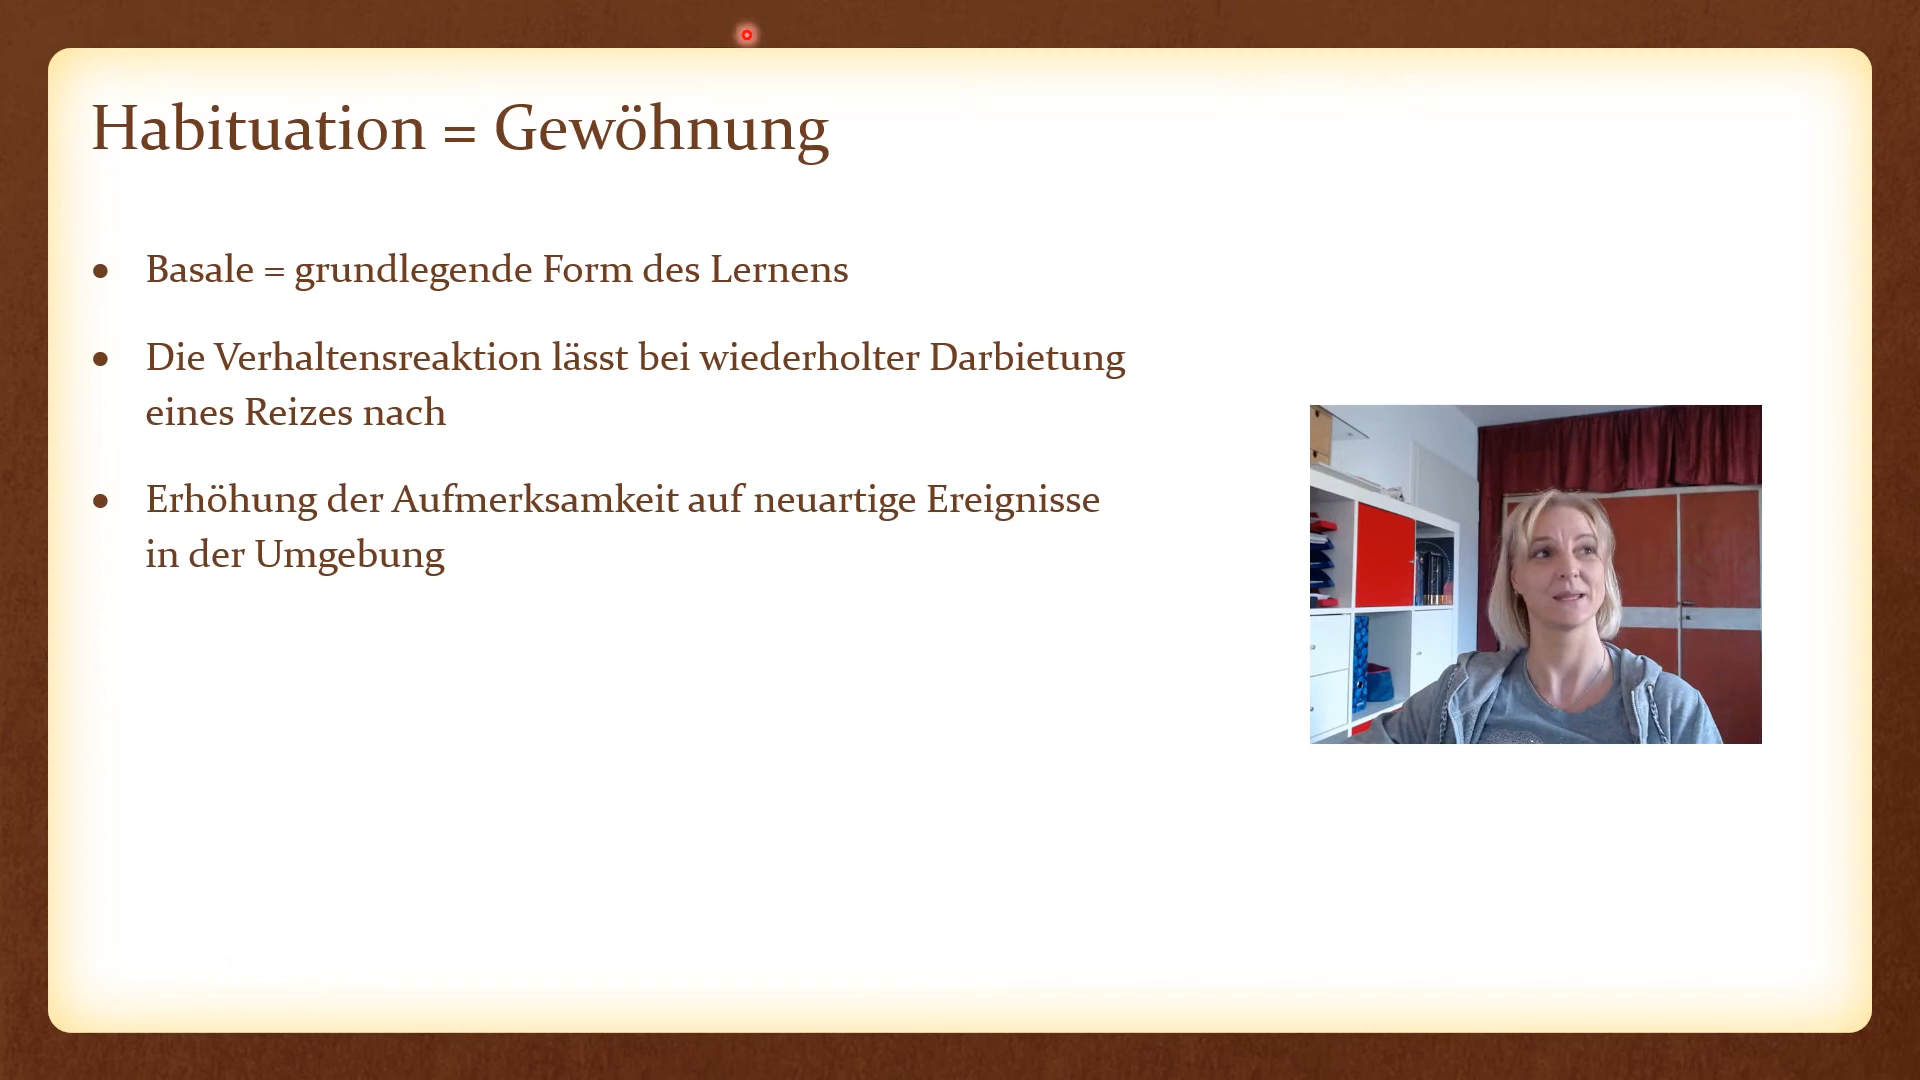 Habituation = Gewöhnung
• Basale = grundlegende Form des Lernens
• Die Verhaltensreaktion lässt bei wiederholter Darbietung
eines Reizes nach
• Erhöhung der Aufmerksamkeit auf neuartige Ereignisse
in der Umgebung